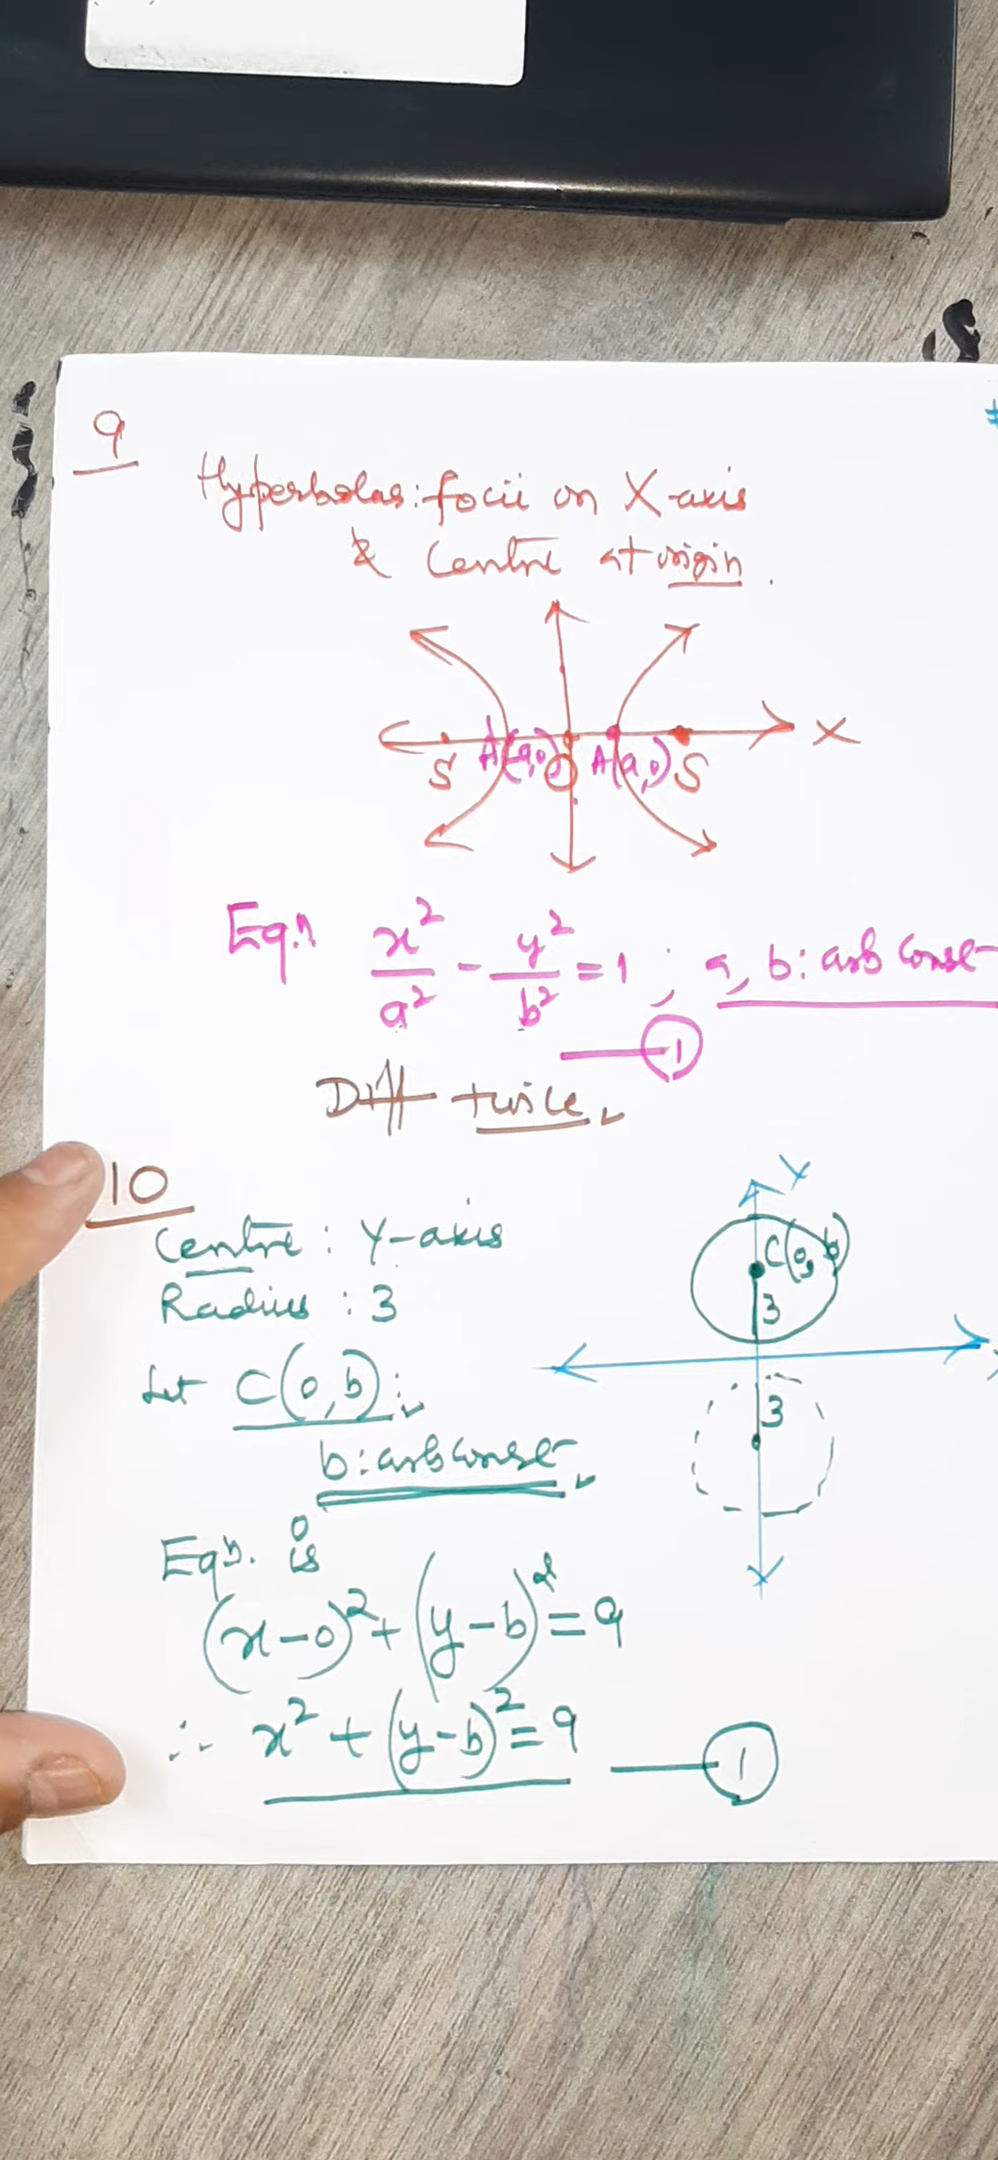 9
Hyperbolas: focii on X-axis
& Centre at origin.
X
S A'(-a,0) O A(a,0) S
Eqn x²/a² - y²/b² = 1 ; a, b: arb const
1
Diff twice
10
Y
Centre: Y-axis
C(0, b)
Radius: 3
3
Let C(0,b);
3
b: arb const
Eqn. is
(x-0)² + (y-b)² = 9
∴ x² + (y-b)² = 9
1